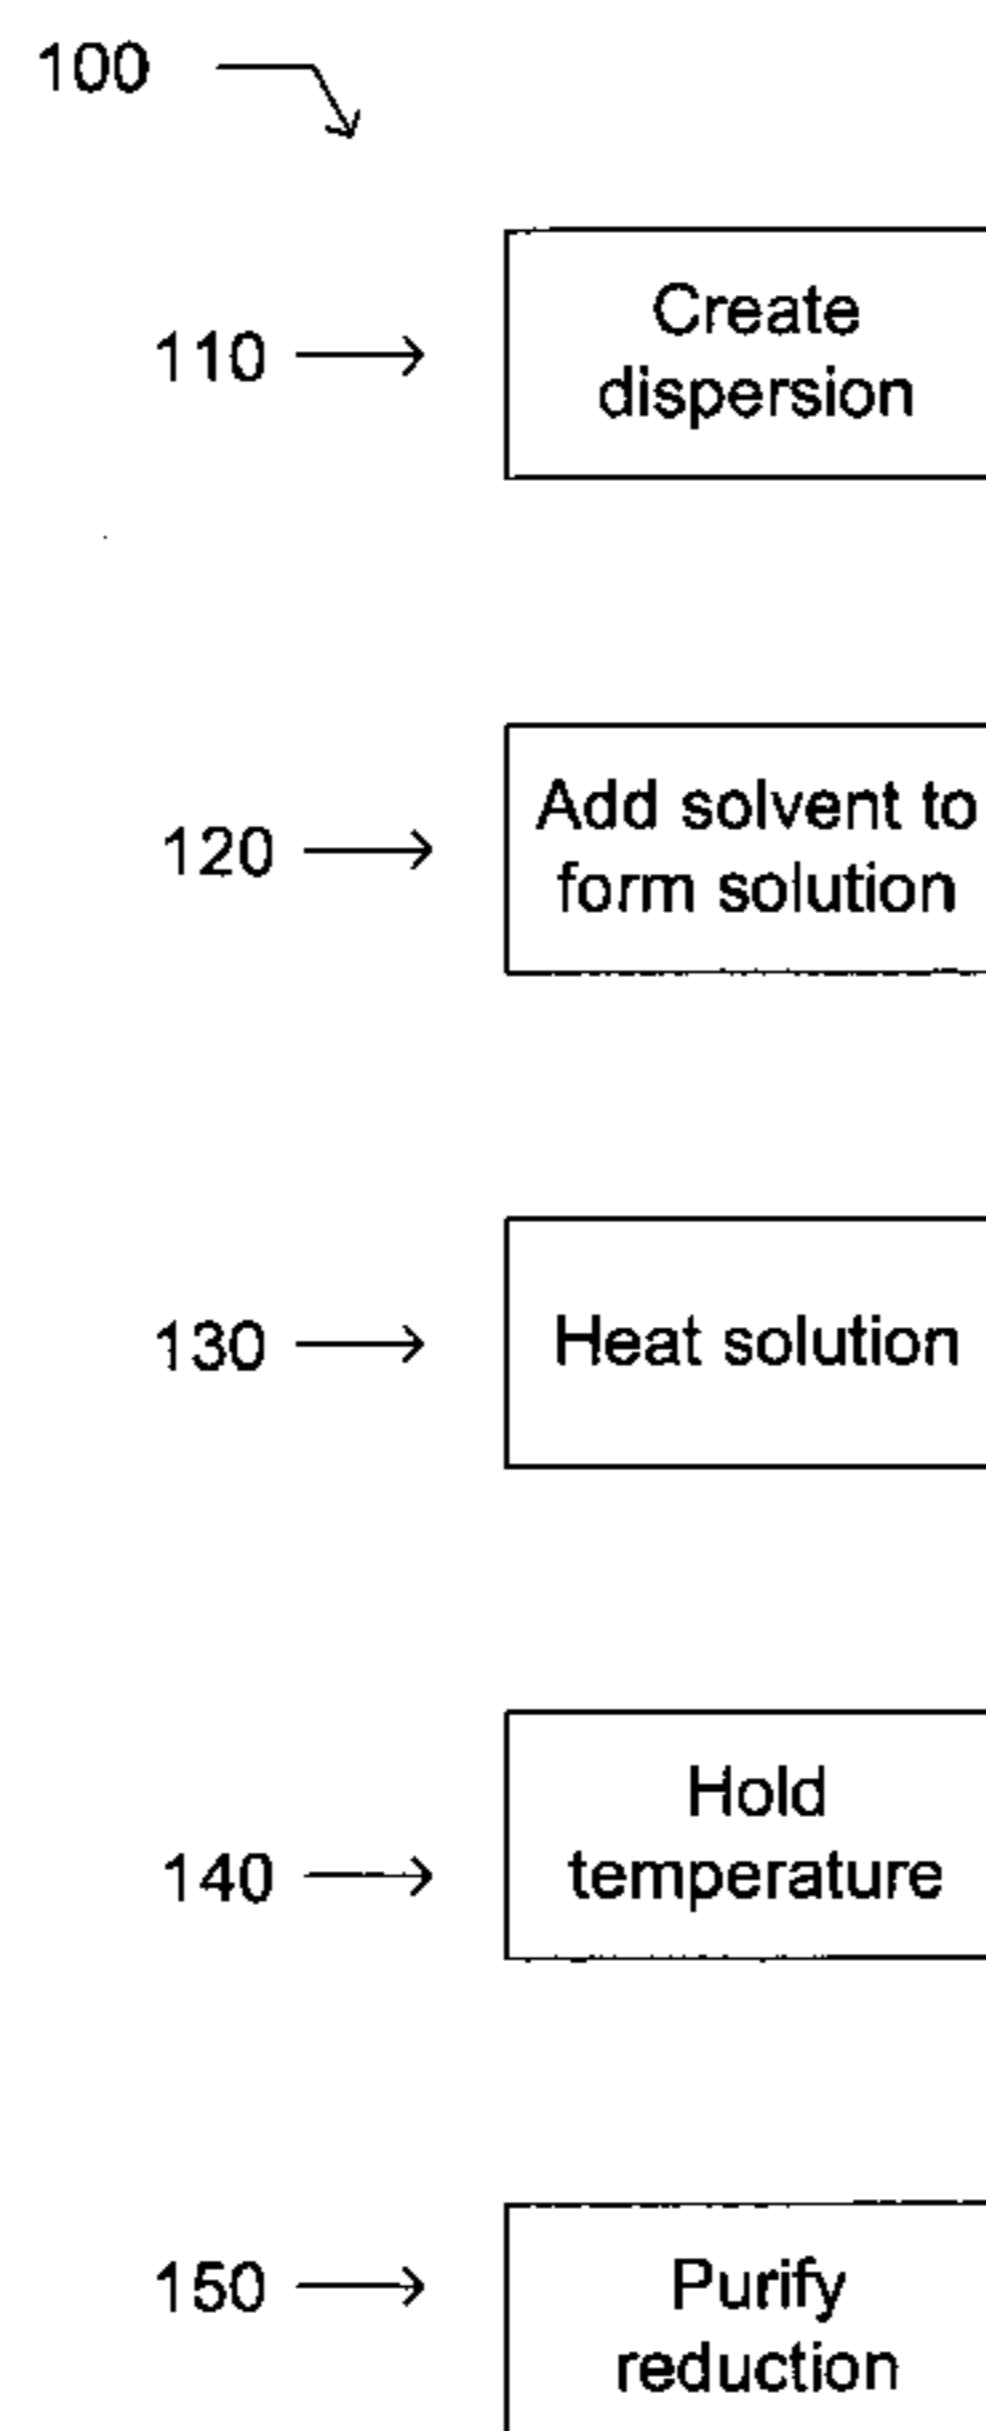 100
110
Create
dispersion
120
Add solvent to
form solution
130
Heat solution
140
Hold
temperature
150
Purify
reduction